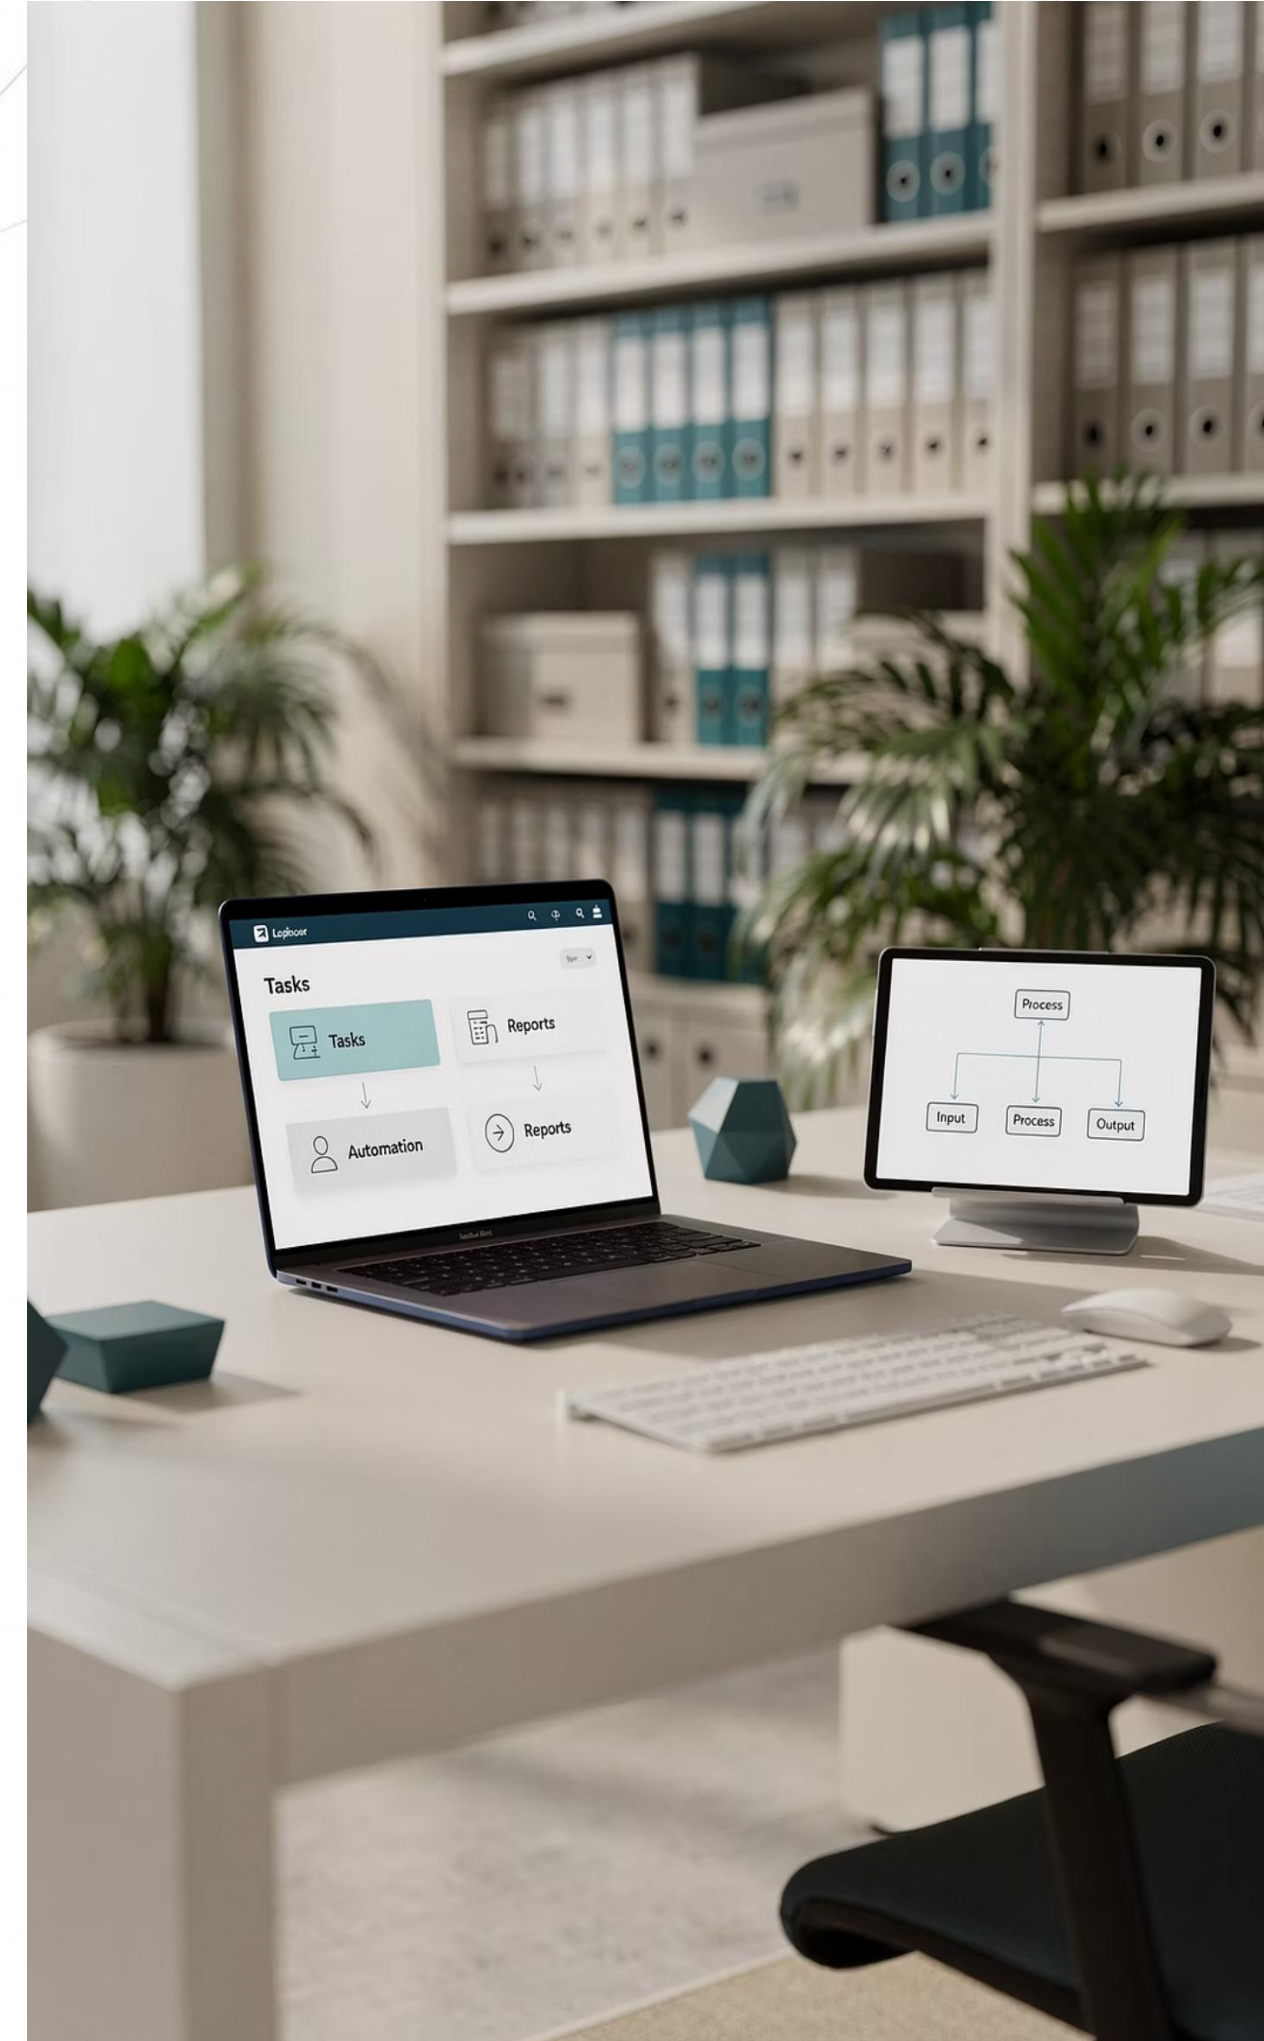 Tasks
Tasks
Reports
Automation
Reports
Process
Input
Process
Output